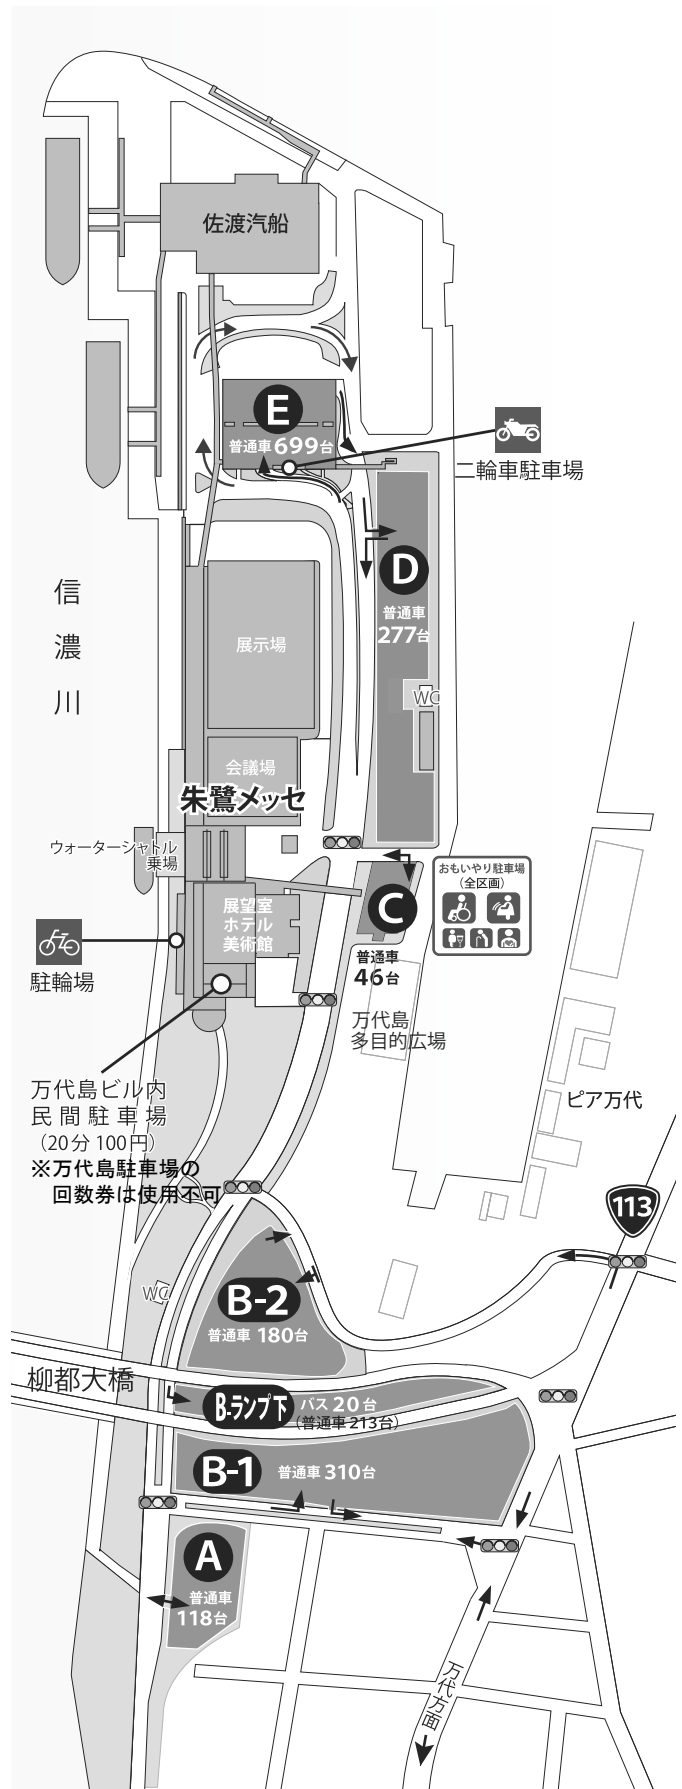 佐渡汽船
E
普通車699台
二輪車駐車場
D
普通車
277台
信濃川
展示場
WC
会議場
朱鷺メッセ
ウォーターシャトル
乗場
おもいやり駐車場
(全区画)
展望室
ホテル
美術館
C
普通車
46台
駐輪場
万代島
多目的広場
万代島ビル内
民間駐車場
(20分100円)
※万代島駐車場の
回数券は使用不可
ピア万代
113
WC
B-2
普通車 180台
柳都大橋
B-ランプ下
バス20台
(普通車213台)
B-1
普通車310台
A
普通車
118台
万代方面